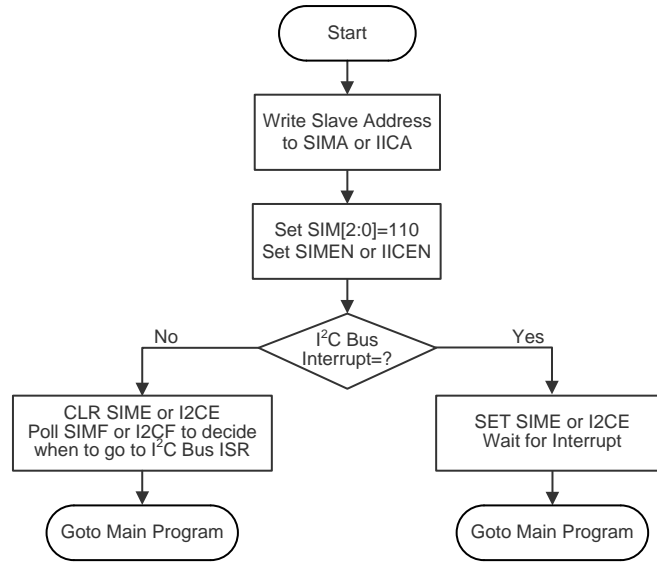 Start
Write Slave Address
to SIMA or IICA
Set SIM[2:0]=110
Set SIMEN or IICEN
I²C Bus
Interrupt=?
No
Yes
CLR SIME or I2CE
Poll SIMF or I2CF to decide
when to go to I²C Bus ISR
SET SIME or I2CE
Wait for Interrupt
Goto Main Program
Goto Main Program